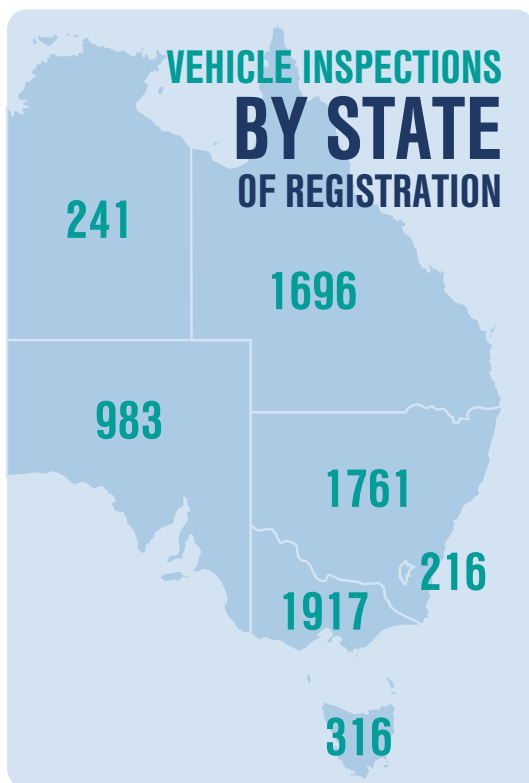 VEHICLE INSPECTIONS
BY STATE
OF REGISTRATION
241
1696
983
1761
216
1917
316